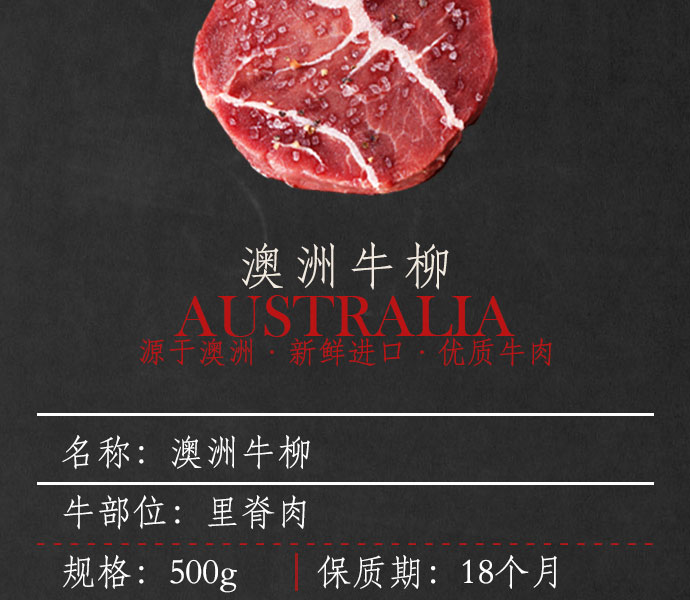 澳洲牛柳
AUSTRALIA
源于澳洲·新鲜进口·优质牛肉
名称：澳洲牛柳
牛部位：里脊肉
规格：500g 保质期：18个月